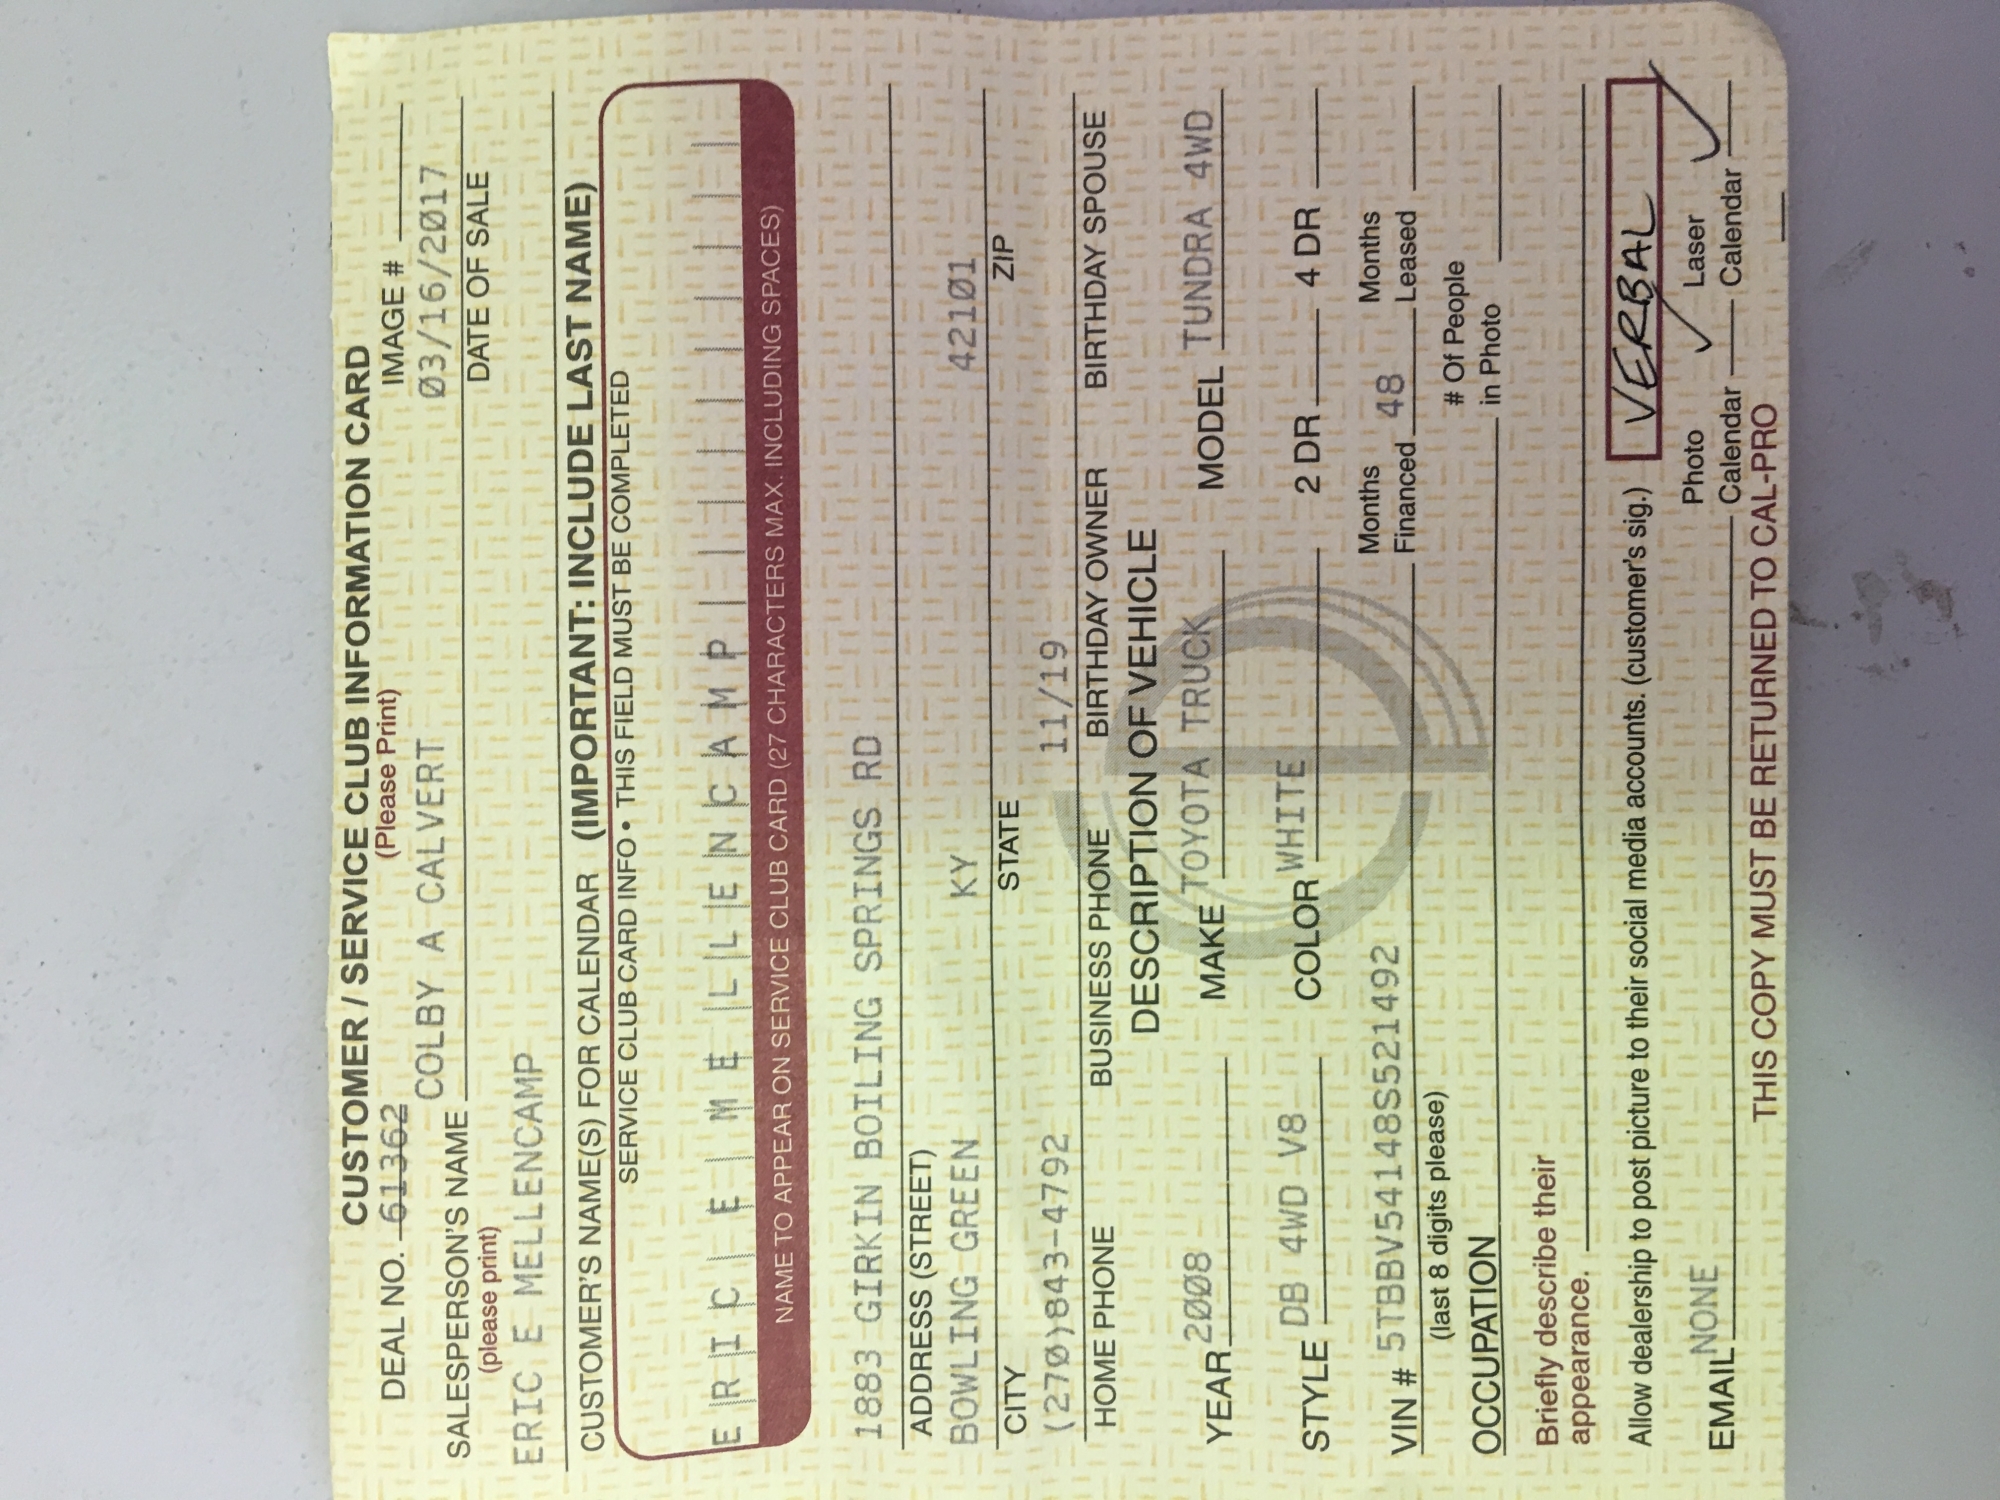 CUSTOMER / SERVICE CLUB INFORMATION CARD
(Please Print)
DEAL NO. 61362 IMAGE #
COLBY A CALVERT 03/16/2017
SALESPERSON'S NAME DATE OF SALE
(please print)
ERIC E MELLENCAMP
CUSTOMER'S NAME(S) FOR CALENDAR (IMPORTANT: INCLUDE LAST NAME)
SERVICE CLUB CARD INFO • THIS FIELD MUST BE COMPLETED
ERIC E MELLENCAMP
NAME TO APPEAR ON SERVICE CLUB CARD (27 CHARACTERS MAX. INCLUDING SPACES)
1883 GIRKIN BOILING SPRINGS RD
ADDRESS (STREET)
BOWLING GREEN KY 42101
CITY STATE ZIP
(270)843-4792 11/19
HOME PHONE BUSINESS PHONE BIRTHDAY OWNER BIRTHDAY SPOUSE
DESCRIPTION OF VEHICLE
YEAR 2008 MAKE TOYOTA TRUCK MODEL TUNDRA 4WD
STYLE DB 4WD V8 COLOR WHITE 2 DR 4 DR
VIN # 5TBBV54148S521492 Months Financed 48 Months Leased
(last 8 digits please)
OCCUPATION # Of People in Photo
Briefly describe their
appearance.
Allow dealership to post picture to their social media accounts. (customer's sig.) VERBAL
EMAIL NONE Photo Calendar Laser Calendar
THIS COPY MUST BE RETURNED TO CAL-PRO